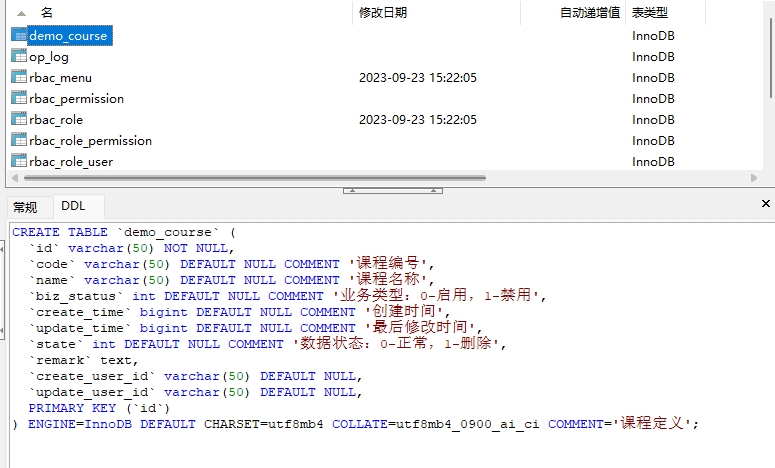 名 修改日期 自动递增值 表类型
demo_course InnoDB
op_log InnoDB
rbac_menu 2023-09-23 15:22:05 InnoDB
rbac_permission InnoDB
rbac_role 2023-09-23 15:22:05 InnoDB
rbac_role_permission InnoDB
rbac_role_user InnoDB
常规 DDL
CREATE TABLE `demo_course` (
  `id` varchar(50) NOT NULL,
  `code` varchar(50) DEFAULT NULL COMMENT '课程编号',
  `name` varchar(50) DEFAULT NULL COMMENT '课程名称',
  `biz_status` int DEFAULT NULL COMMENT '业务类型：0-启用，1-禁用',
  `create_time` bigint DEFAULT NULL COMMENT '创建时间',
  `update_time` bigint DEFAULT NULL COMMENT '最后修改时间',
  `state` int DEFAULT NULL COMMENT '数据状态：0-正常，1-删除',
  `remark` text,
  `create_user_id` varchar(50) DEFAULT NULL,
  `update_user_id` varchar(50) DEFAULT NULL,
  PRIMARY KEY (`id`)
) ENGINE=InnoDB DEFAULT CHARSET=utf8mb4 COLLATE=utf8mb4_0900_ai_ci COMMENT='课程定义';